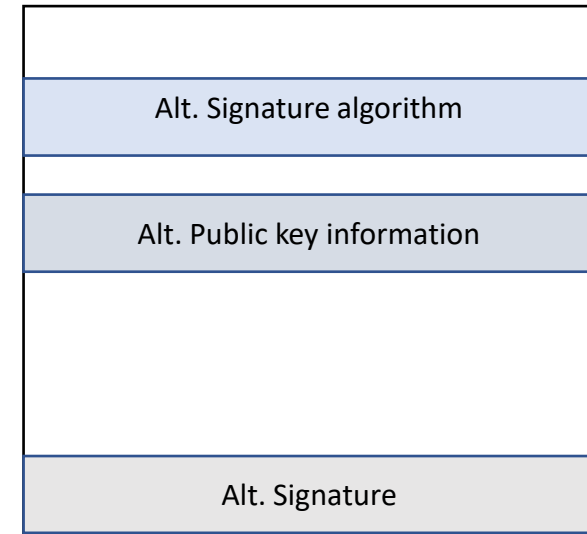 Alt. Signature algorithm
Alt. Public key information
Alt. Signature